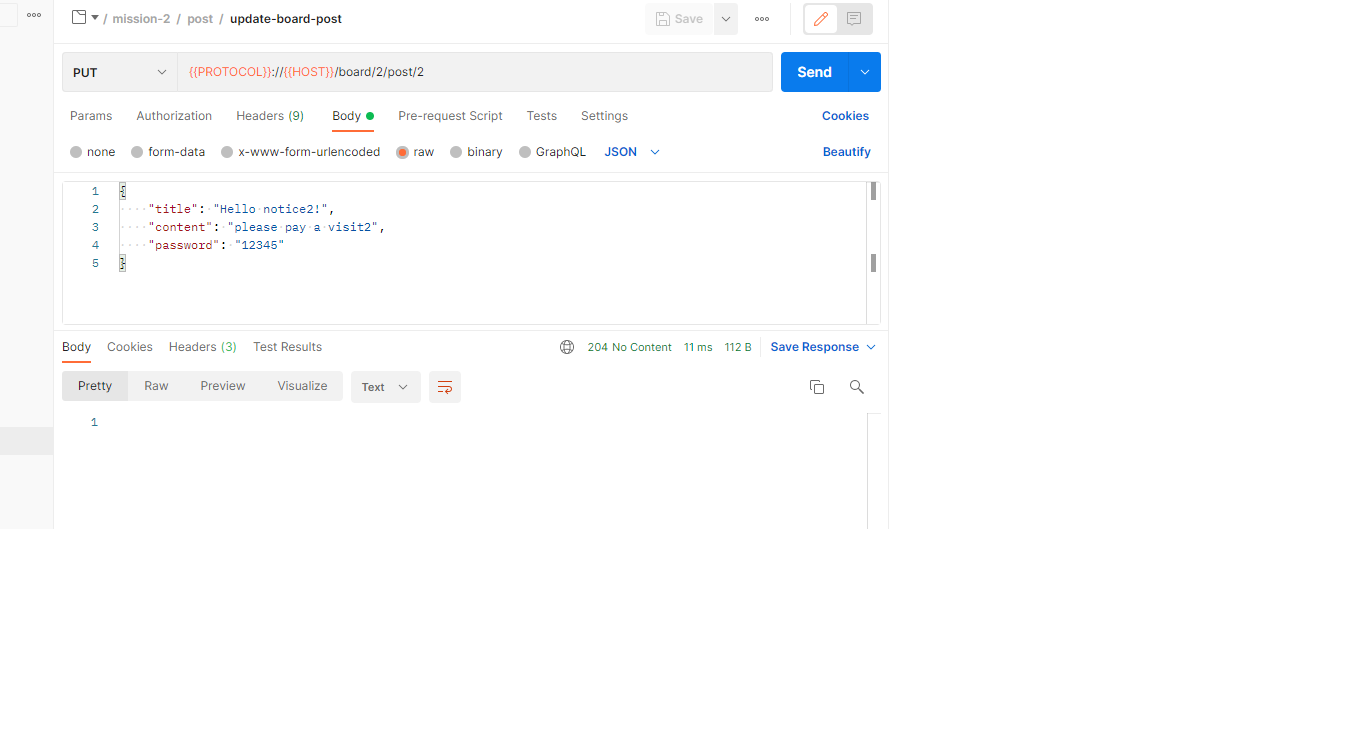 / mission-2 / post / update-board-post
Save
PUT
{{PROTOCOL}}://{{HOST}}/board/2/post/2
Send
Params Authorization Headers (9) Body Pre-request Script Tests Settings Cookies
none form-data x-www-form-urlencoded raw binary GraphQL JSON Beautify
1 {
2 ····"title":·"Hello·notice2!",
3 ····"content":·"please·pay·a·visit2",
4 ····"password":·"12345"
5 }
Body Cookies Headers (3) Test Results 204 No Content 11 ms 112 B Save Response
Pretty Raw Preview Visualize Text
1